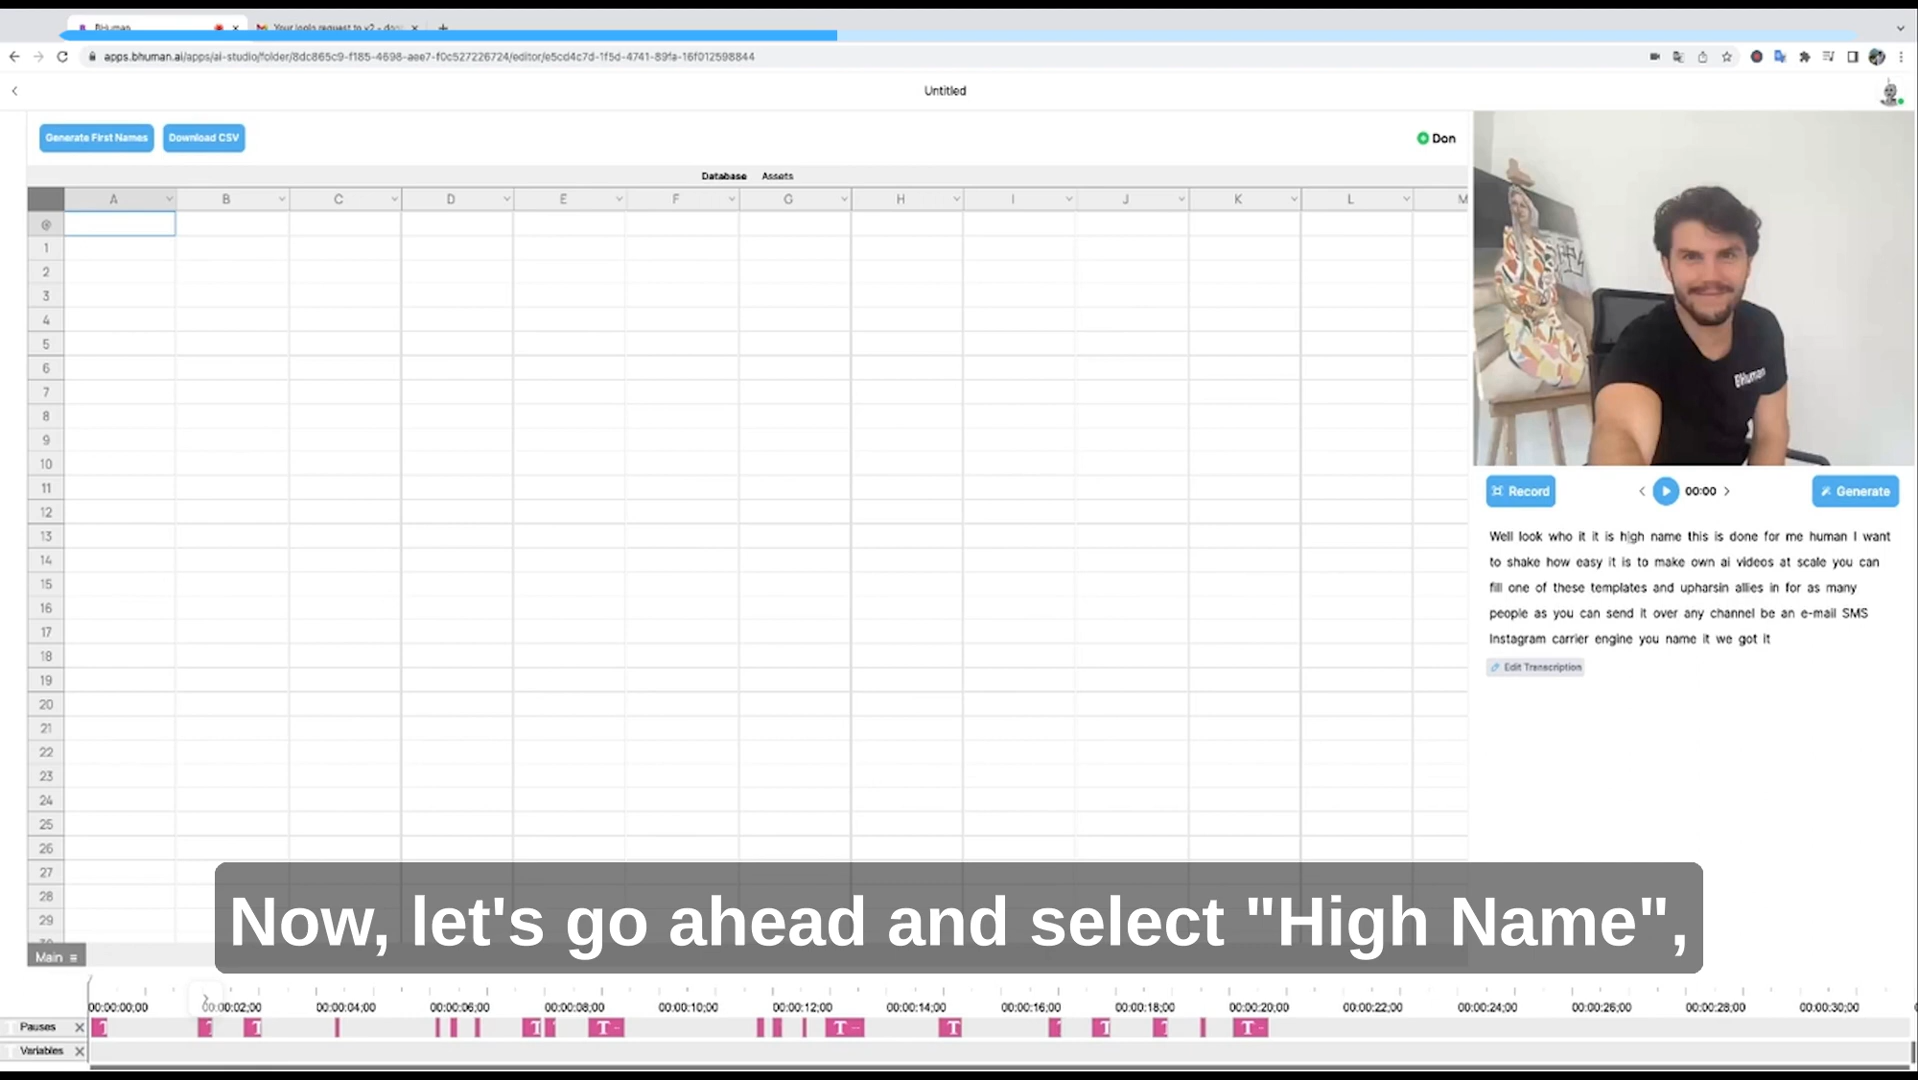 BHuman
Your login request to v2 - da
apps.bhuman.ai/apps/ai-studio/folder/8dc865c9-f185-4698-aee7-f0c527226724/editor/e5cd4c7d-1f5d-4741-89fa-16f012598844
Untitled
Generate First Names Download CSV
Don
Database Assets
A B C D E F G H I J K L M
@
1
2
3
4
5
6
7
8
9
10
11
12
13
14
15
16
17
18
19
20
21
22
23
24
25
26
27
28
29
BHuman
Record 00:00 Generate
Well look who it it is high name this is done for me human I want
to shake how easy it is to make own ai videos at scale you can
fill one of these templates and upharsin allies in for as many
people as you can send it over any channel be an e-mail SMS
Instagram carrier engine you name it we got it
Edit Transcription
Now, let's go ahead and select "High Name",
Main
00:00:00;00 00:00:02;00 00:00:04;00 00:00:06;00 00:00:08;00 00:00:10;00 00:00:12;00 00:00:14;00 00:00:16;00 00:00:18;00 00:00:20;00 00:00:22;00 00:00:24;00 00:00:26;00 00:00:28;00 00:00:30;00
Pauses
Variables